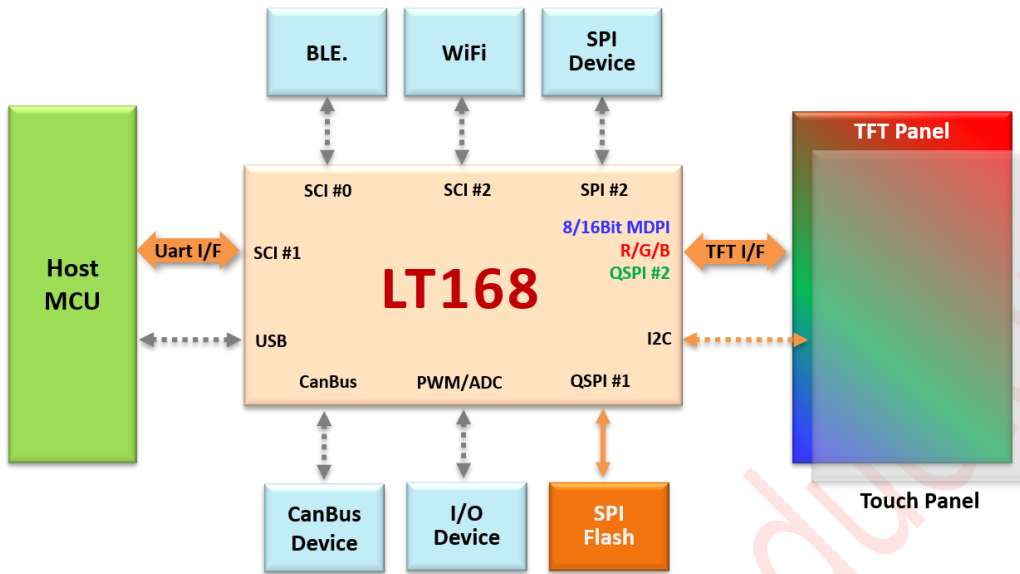 BLE.
WiFi
SPI
Device
TFT Panel
SCI #0
SCI #2
SPI #2
8/16Bit MDPI
R/G/B
QSPI #2
Uart I/F
SCI #1
TFT I/F
Host
MCU
LT168
USB
I2C
CanBus
PWM/ADC
QSPI #1
CanBus
Device
I/O
Device
SPI
Flash
Touch Panel